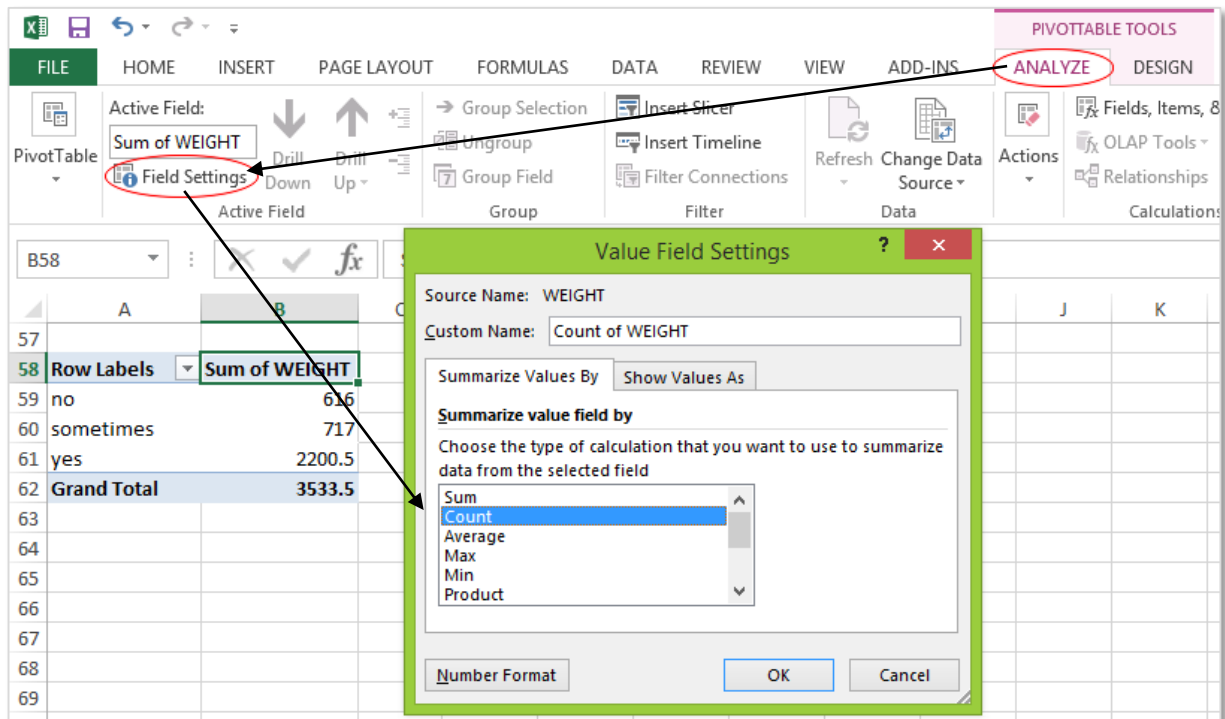 PIVOTTABLE TOOLS
FILE HOME INSERT PAGE LAYOUT FORMULAS DATA REVIEW VIEW ADD-INS ANALYZE DESIGN
PivotTable
Active Field:
Sum of WEIGHT
Field Settings
Drill Down
Drill Up
Active Field
Group Selection
Ungroup
Group Field
Group
Insert Slicer
Insert Timeline
Filter Connections
Filter
Refresh
Change Data Source
Data
Actions
Fields, Items, &
OLAP Tools
Relationships
Calculations
B58
fx
A B C J K
57
58 Row Labels Sum of WEIGHT
59 no 616
60 sometimes 717
61 yes 2200.5
62 Grand Total 3533.5
63
64
65
66
67
68
69
Value Field Settings ? ×
Source Name: WEIGHT
Custom Name: Count of WEIGHT
Summarize Values By Show Values As
Summarize value field by
Choose the type of calculation that you want to use to summarize
data from the selected field
Sum
Count
Average
Max
Min
Product
Number Format OK Cancel